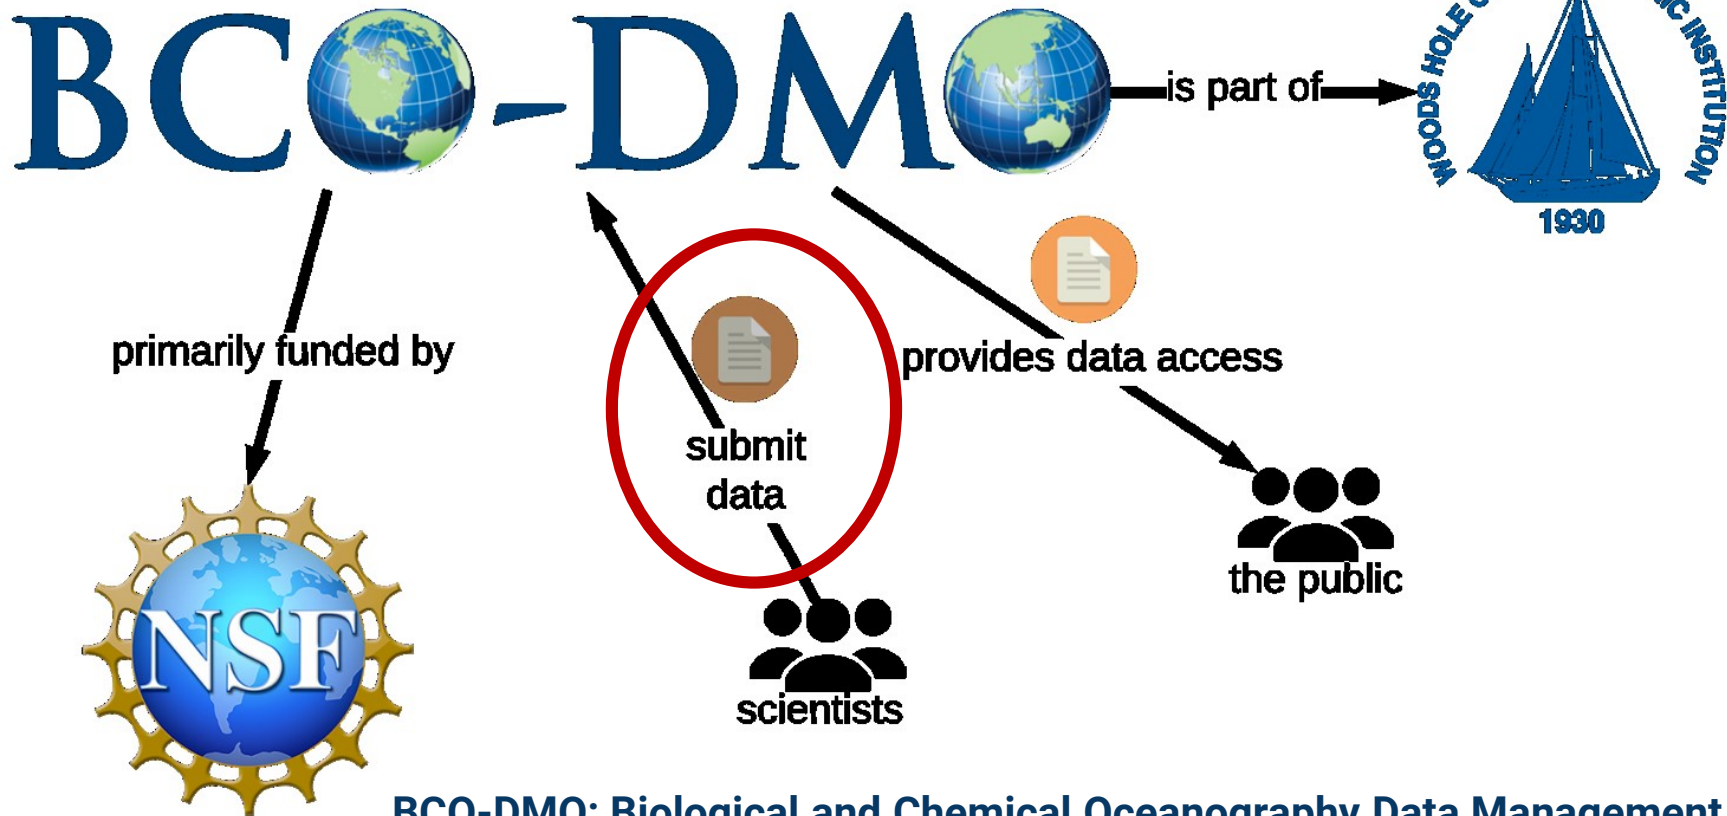 BCO-DMO
is part of
WOODS HOLE
INSTITUTION
1930
primarily funded by
provides data access
submit
data
NSF
the public
scientists
BCO-DMO: Biological and Chemical Oceanography Data Management